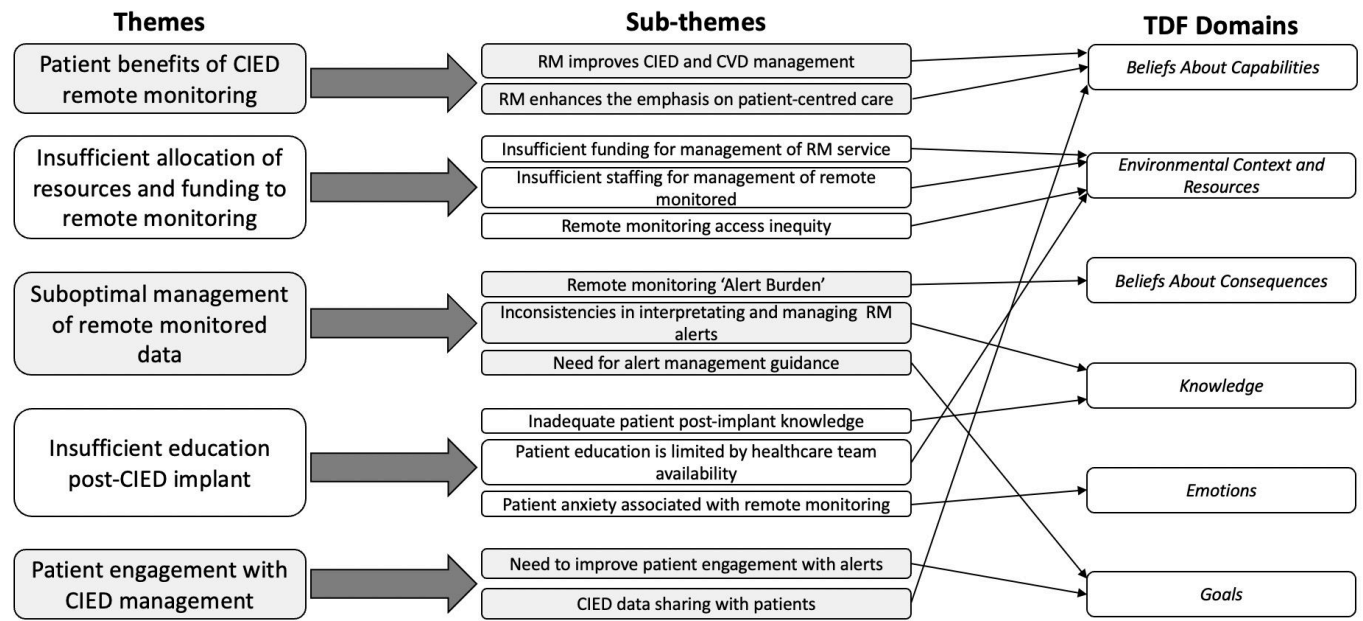 Themes
Sub-themes
TDF Domains
Patient benefits of CIED
remote monitoring
RM improves CIED and CVD management
RM enhances the emphasis on patient-centred care
Beliefs About Capabilities
Insufficient allocation of
resources and funding to
remote monitoring
Insufficient funding for management of RM service
Insufficient staffing for management of remote
monitored
Remote monitoring access inequity
Environmental Context and
Resources
Suboptimal management
of remote monitored
data
Remote monitoring ‘Alert Burden’
Inconsistencies in interpretating and managing RM
alerts
Need for alert management guidance
Beliefs About Consequences
Knowledge
Insufficient education
post-CIED implant
Inadequate patient post-implant knowledge
Patient education is limited by healthcare team
availability
Patient anxiety associated with remote monitoring
Emotions
Patient engagement with
CIED management
Need to improve patient engagement with alerts
CIED data sharing with patients
Goals